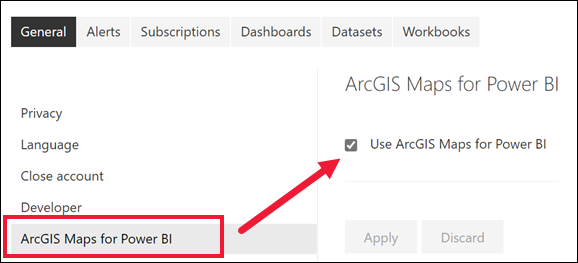 General Alerts Subscriptions Dashboards Datasets Workbooks
ArcGIS Maps for Power BI
Privacy
Language
Use ArcGIS Maps for Power BI
Close account
Developer
ArcGIS Maps for Power BI
Apply Discard